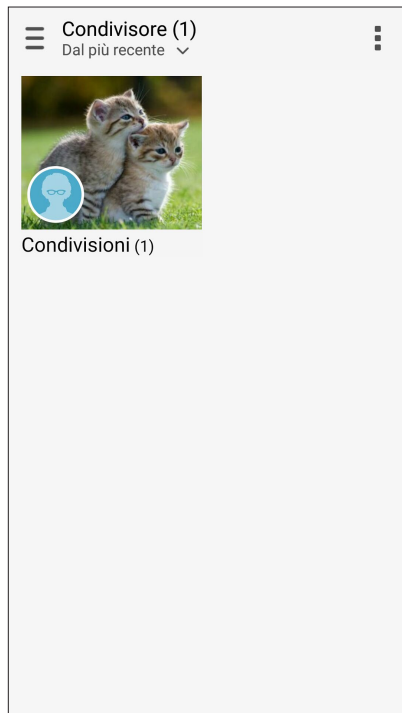 Condivisore (1)
Dal più recente
Condivisioni (1)